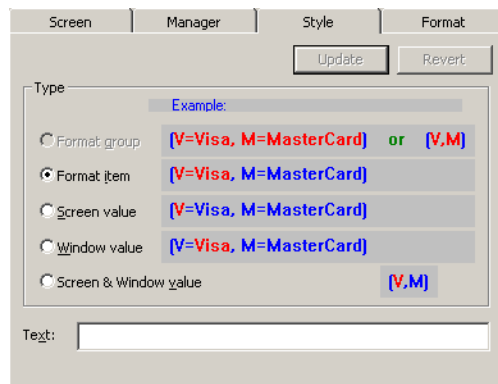 Screen Manager Style Format
Update Revert
Type
Example:
Format group (V=Visa, M=MasterCard) or (V,M)
Format item (V=Visa, M=MasterCard)
Screen value (V=Visa, M=MasterCard)
Window value (V=Visa, M=MasterCard)
Screen & Window value (V,M)
Text: